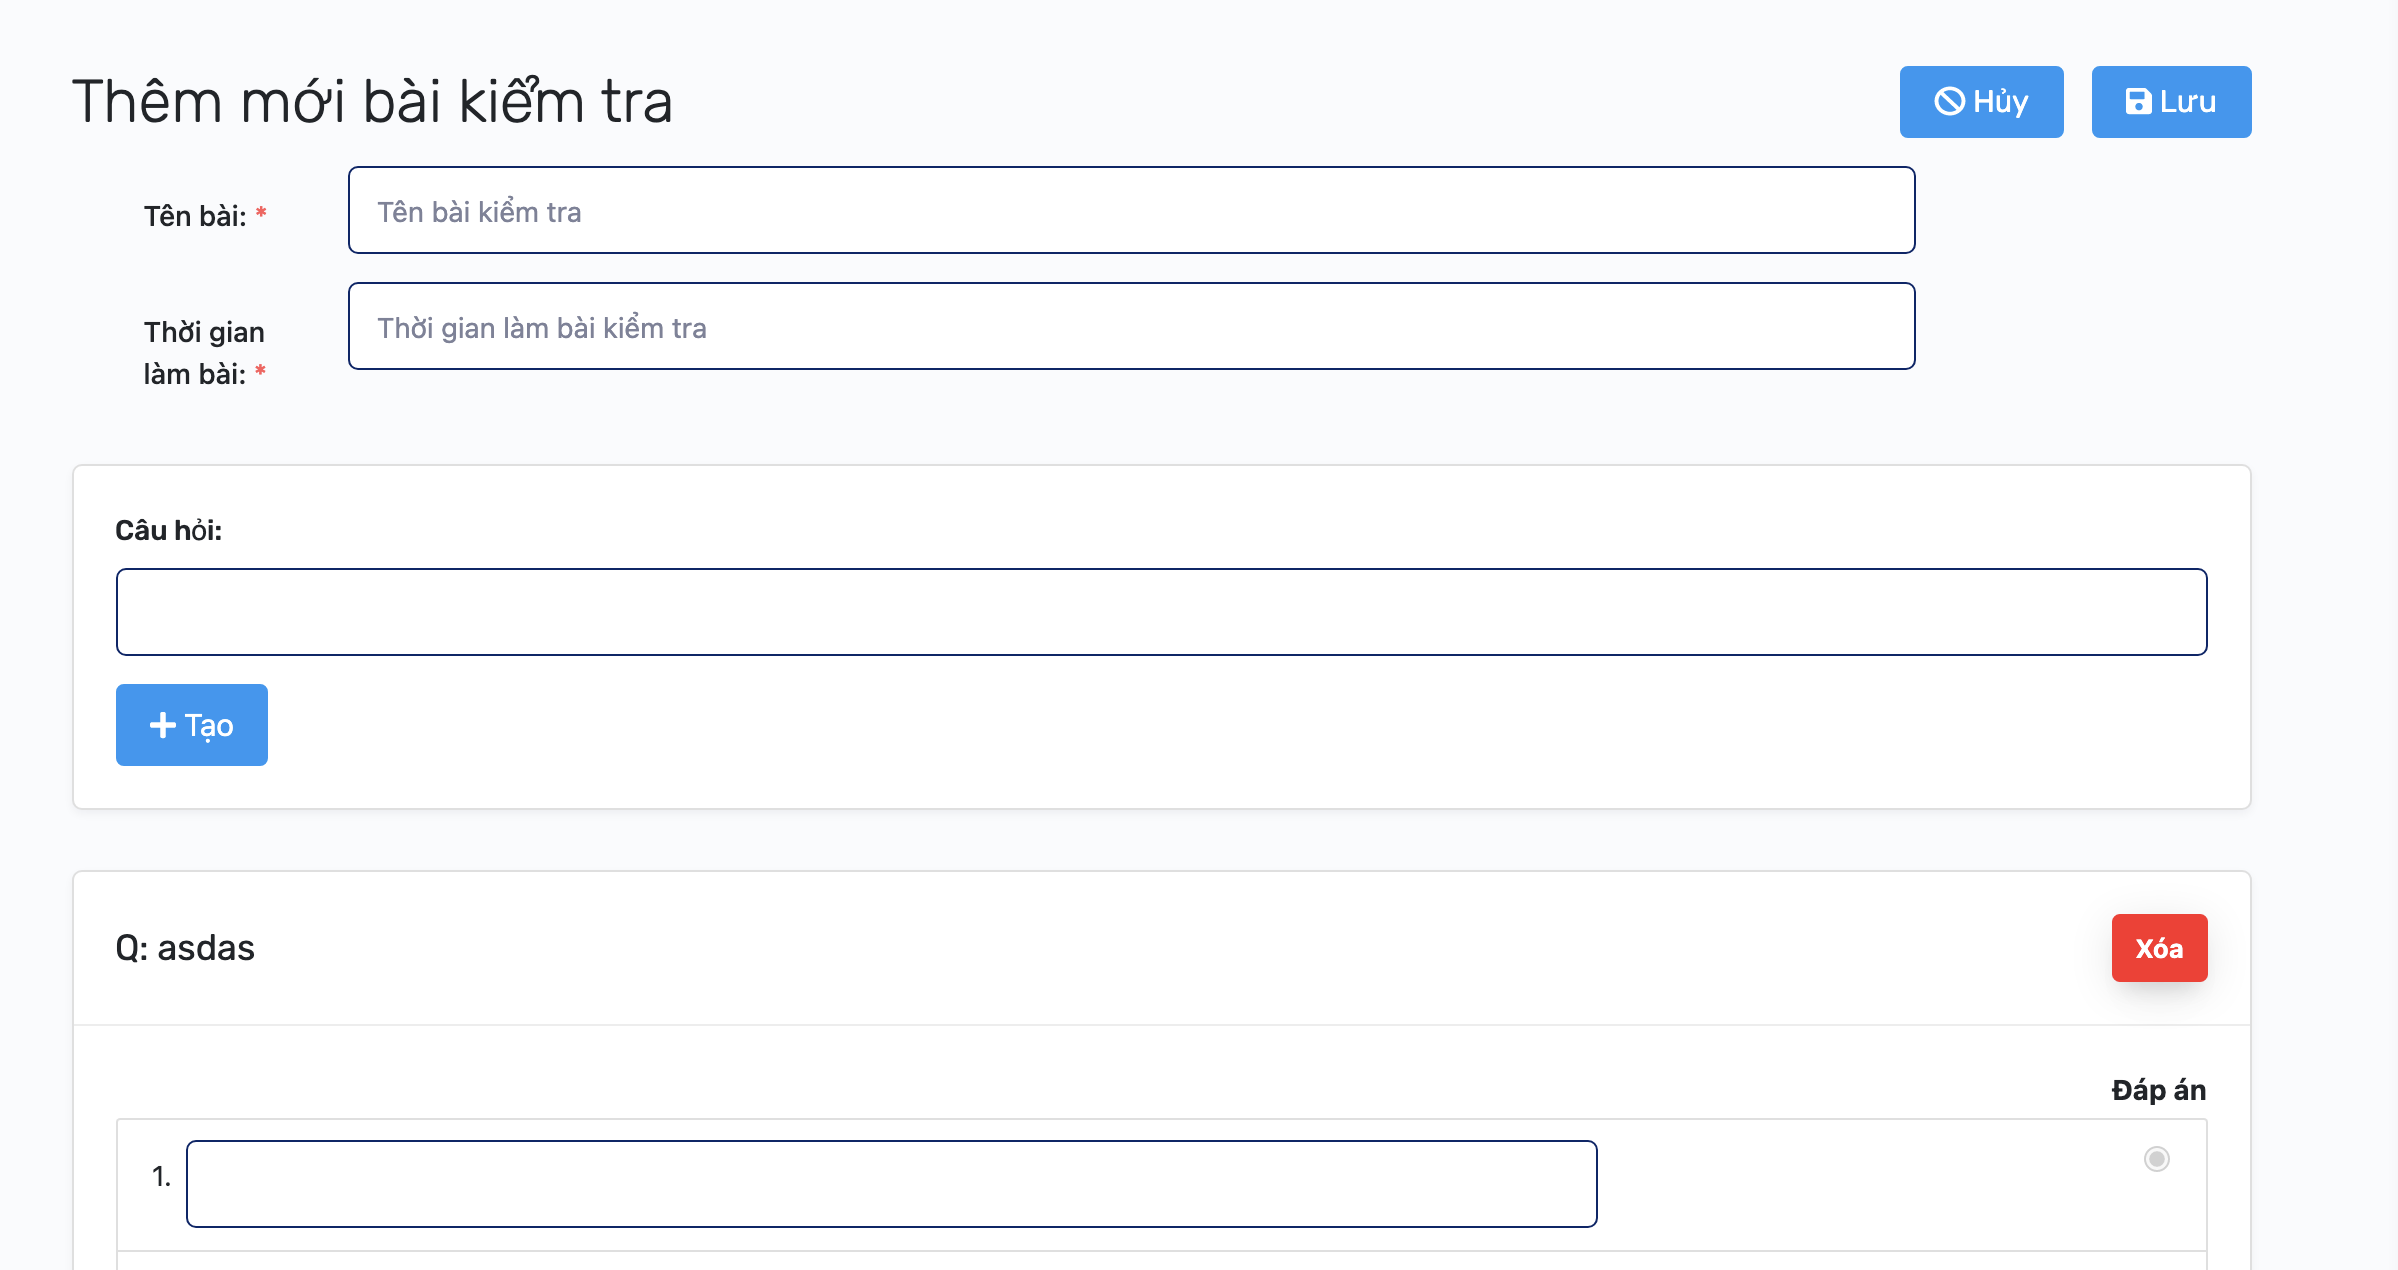 Thêm mới bài kiểm tra
Hủy
Lưu
Tên bài: *
Tên bài kiểm tra
Thời gian
làm bài: *
Thời gian làm bài kiểm tra
Câu hỏi:
Tạo
Q: asdas
Xóa
Đáp án
1.